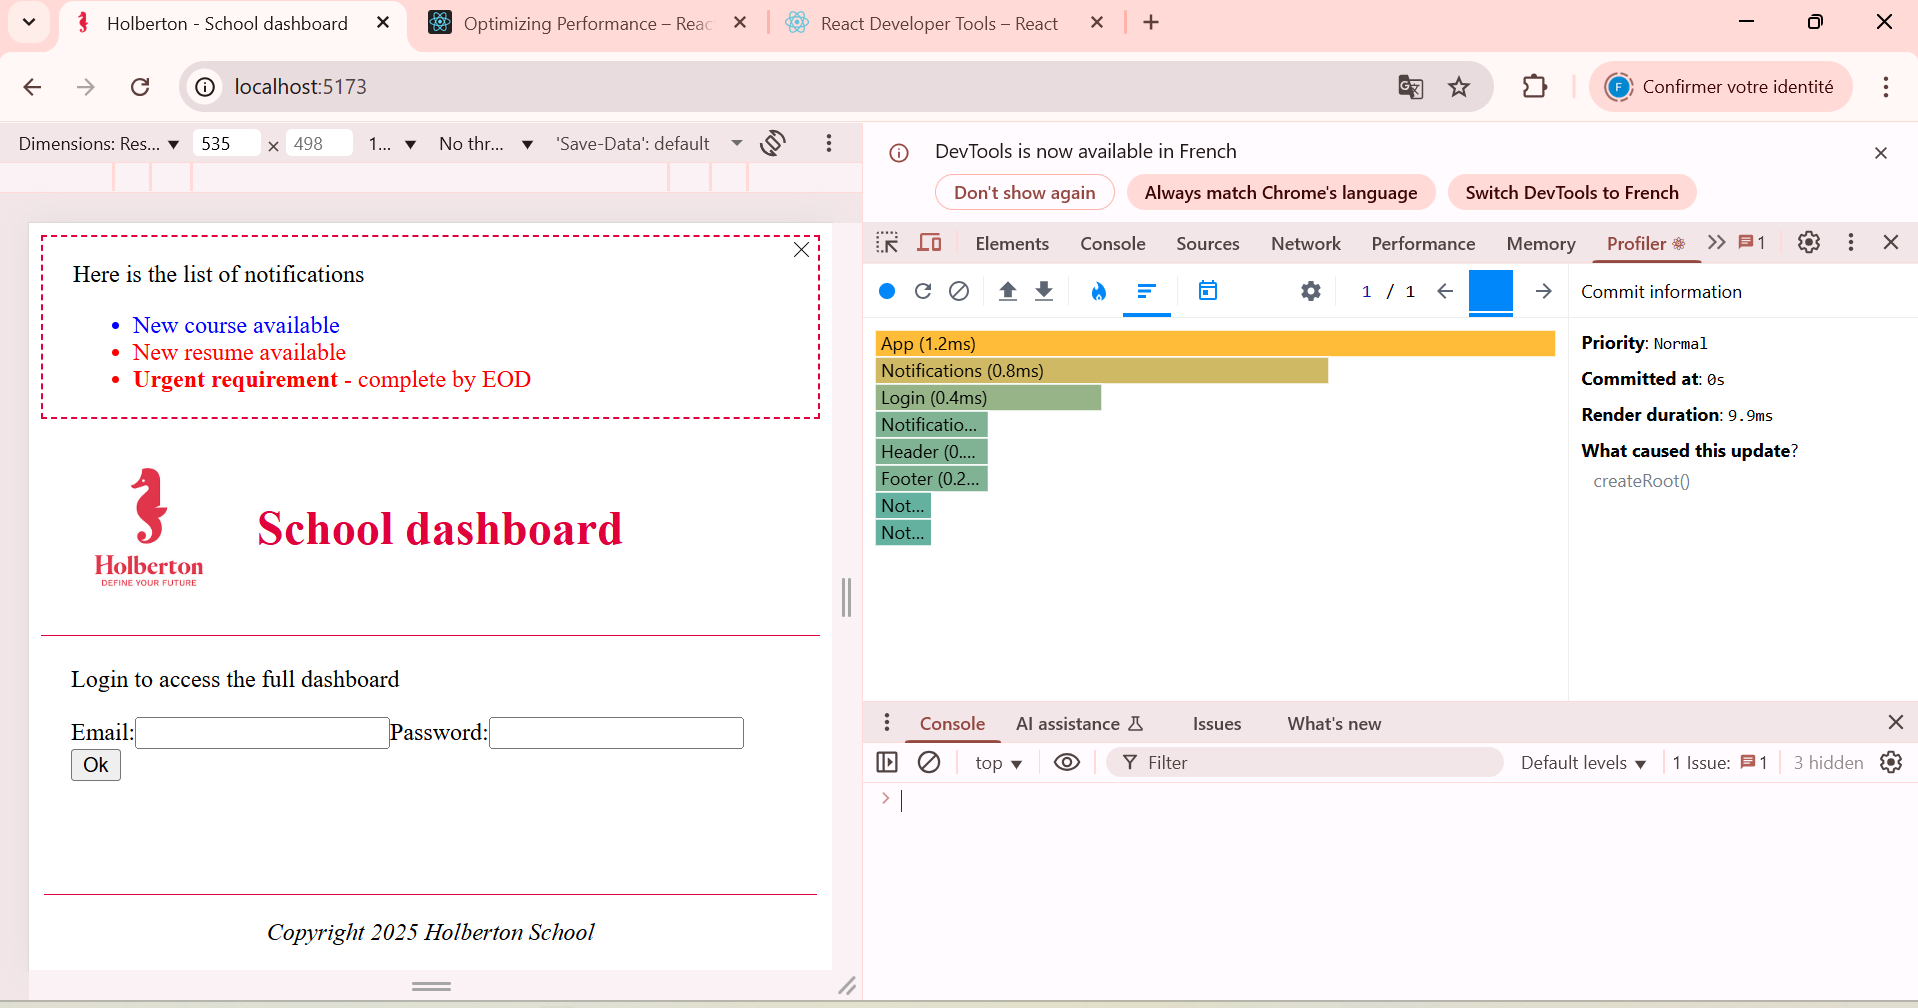 Holberton - School dashboard
Optimizing Performance – Reac
React Developer Tools – React
localhost:5173
Confirmer votre identité
Dimensions: Res... 535 × 498 1... No thr... 'Save-Data': default
DevTools is now available in French
Don't show again Always match Chrome's language Switch DevTools to French
Elements Console Sources Network Performance Memory Profiler 1
1 / 1
Commit information
App (1.2ms)
Notifications (0.8ms)
Login (0.4ms)
Notificatio...
Header (0....
Footer (0.2...
Not...
Not...
Priority: Normal
Committed at: 0s
Render duration: 9.9ms
What caused this update?
createRoot()
Here is the list of notifications
New course available
New resume available
Urgent requirement - complete by EOD
Holberton
DEFINE YOUR FUTURE
School dashboard
Login to access the full dashboard
Email: Password:
Ok
Copyright 2025 Holberton School
Console AI assistance Issues What's new
top Filter Default levels 1 Issue: 1 3 hidden